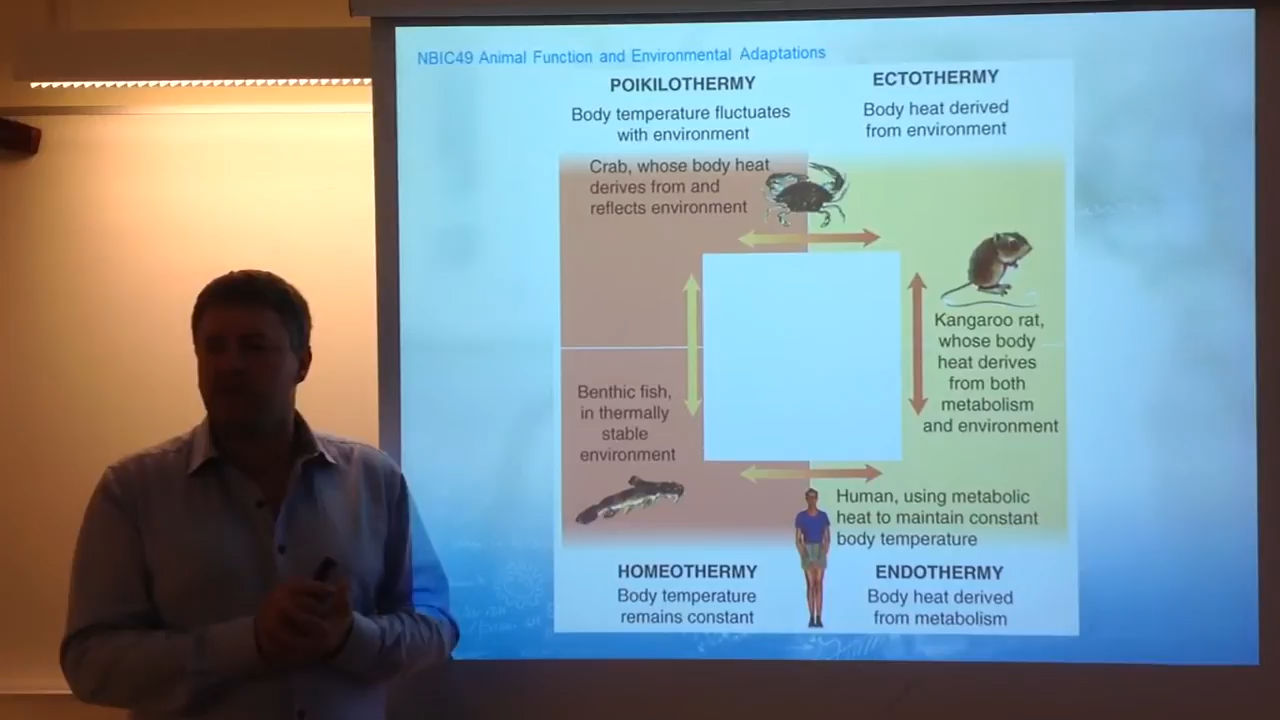 NBIC49 Animal Function and Environmental Adaptations
POIKILOTHERMY
Body temperature fluctuates
with environment
ECTOTHERMY
Body heat derived
from environment
Crab, whose body heat
derives from and
reflects environment
Kangaroo rat,
whose body
heat derives
from both
metabolism
and environment
Benthic fish,
in thermally
stable
environment
Human, using metabolic
heat to maintain constant
body temperature
HOMEOTHERMY
Body temperature
remains constant
ENDOTHERMY
Body heat derived
from metabolism